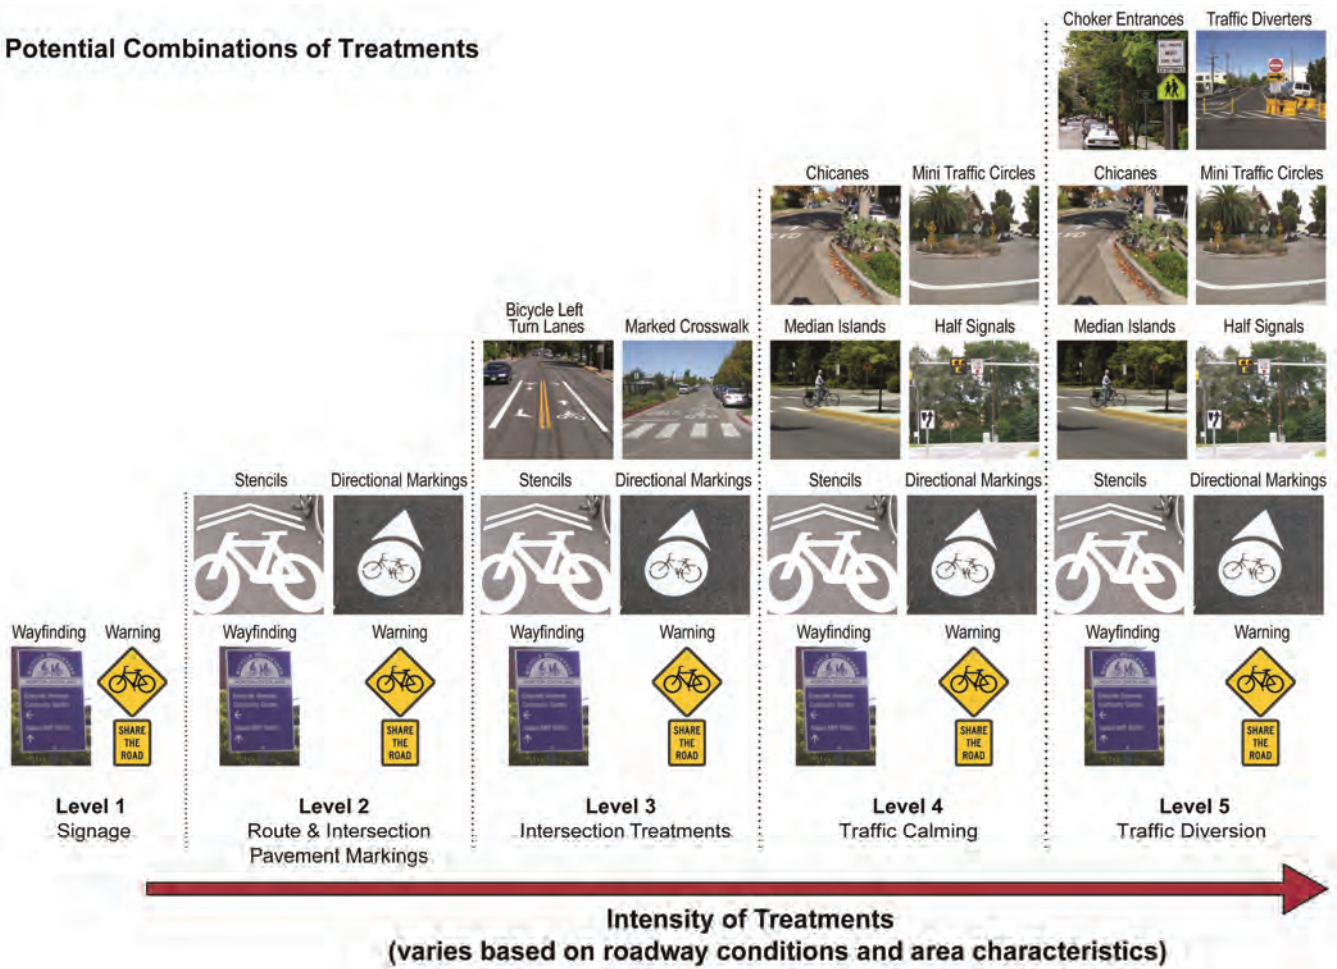 Potential Combinations of Treatments
Choker Entrances Traffic Diverters
Chicanes Mini Traffic Circles Chicanes Mini Traffic Circles
Bicycle Left
Turn Lanes Marked Crosswalk Median Islands Half Signals Median Islands Half Signals
Stencils Directional Markings Stencils Directional Markings Stencils Directional Markings Stencils Directional Markings
Wayfinding Warning Wayfinding Warning Wayfinding Warning Wayfinding Warning Wayfinding Warning
SHARE SHARE SHARE SHARE SHARE
THE THE THE THE THE
ROAD ROAD ROAD ROAD ROAD
Level 1 Level 2 Level 3 Level 4 Level 5
Signage Route & Intersection Intersection Treatments Traffic Calming Traffic Diversion
Pavement Markings
Intensity of Treatments
(varies based on roadway conditions and area characteristics)